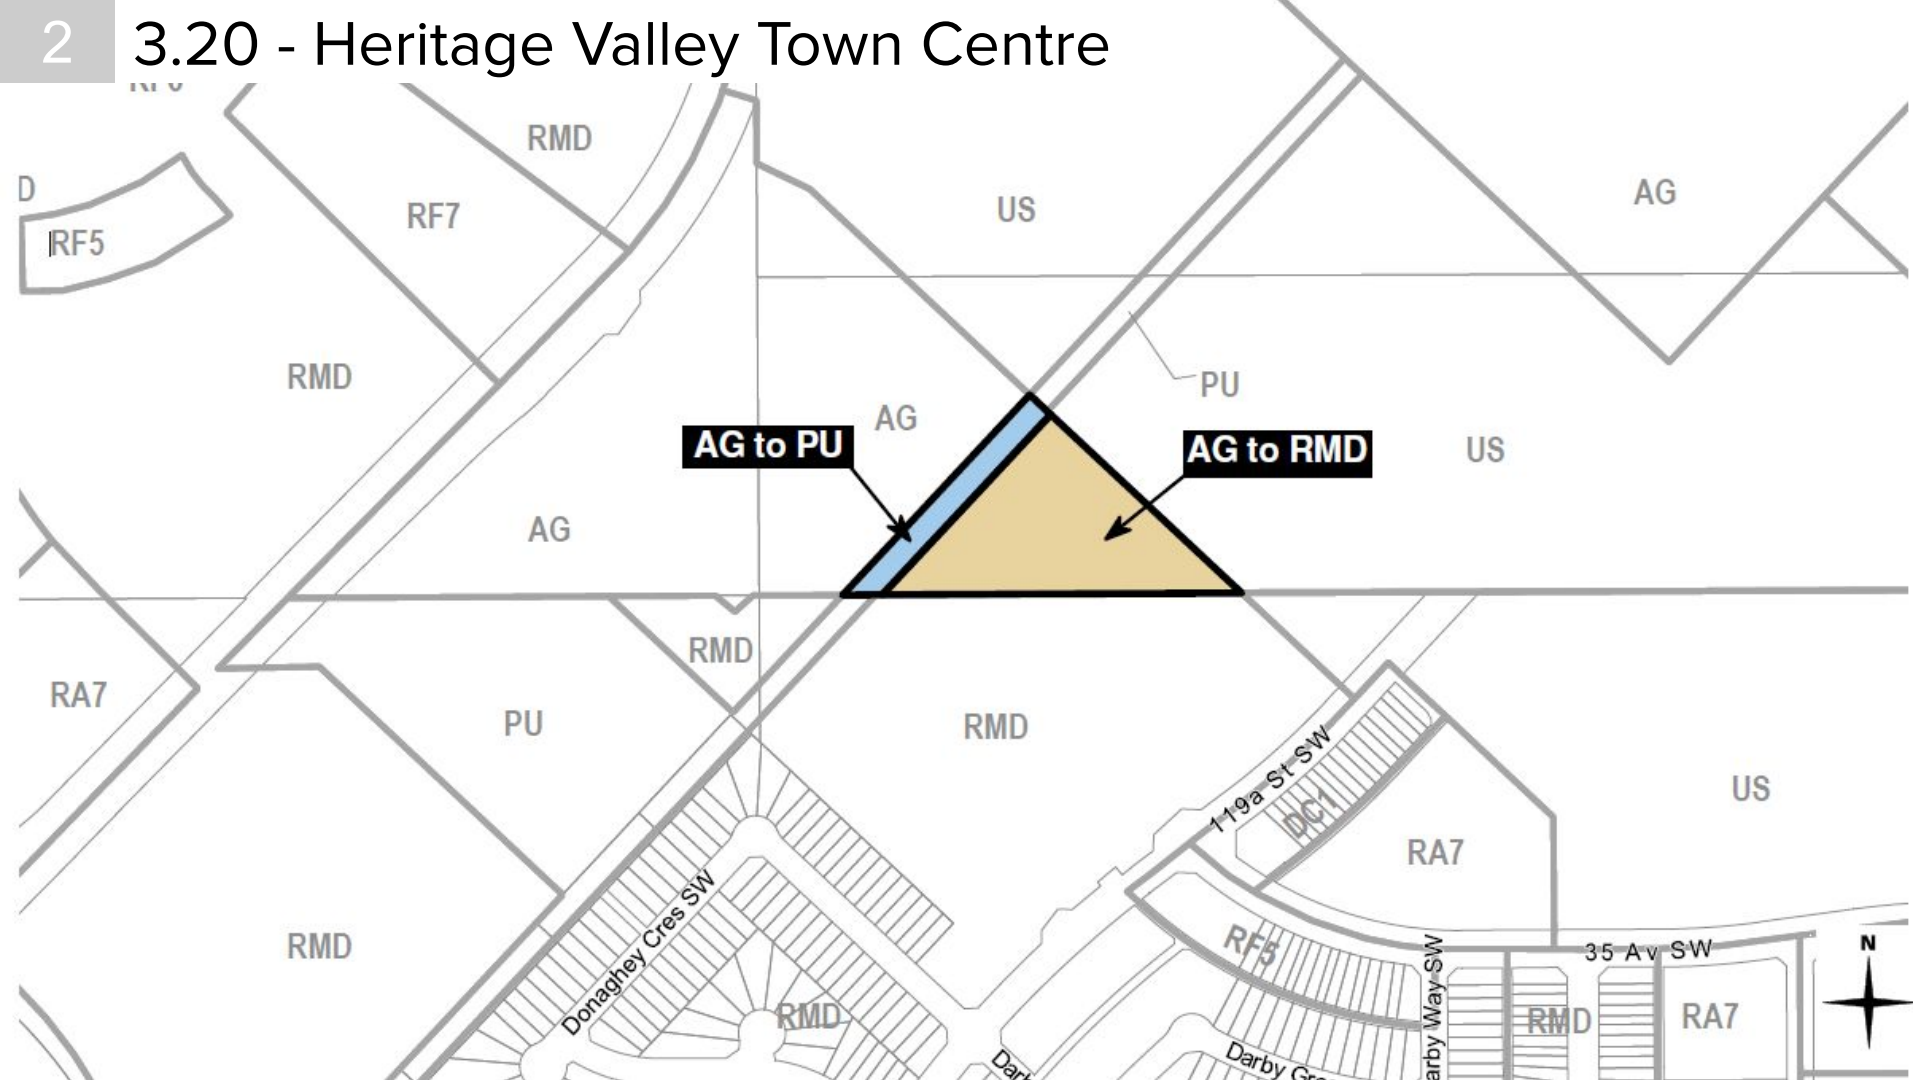 2
3.20 - Heritage Valley Town Centre
RMD
AG
D
US
RF7
RF5
RMD
PU
AG
AG to PU
AG to RMD
US
AG
RMD
RA7
PU
RMD
119a St SW
US
DC1
RA7
Donaghey Cres SW
RMD
RF5
35 Av SW
N
RMD
RMD
RA7
arby Way SW
Darby